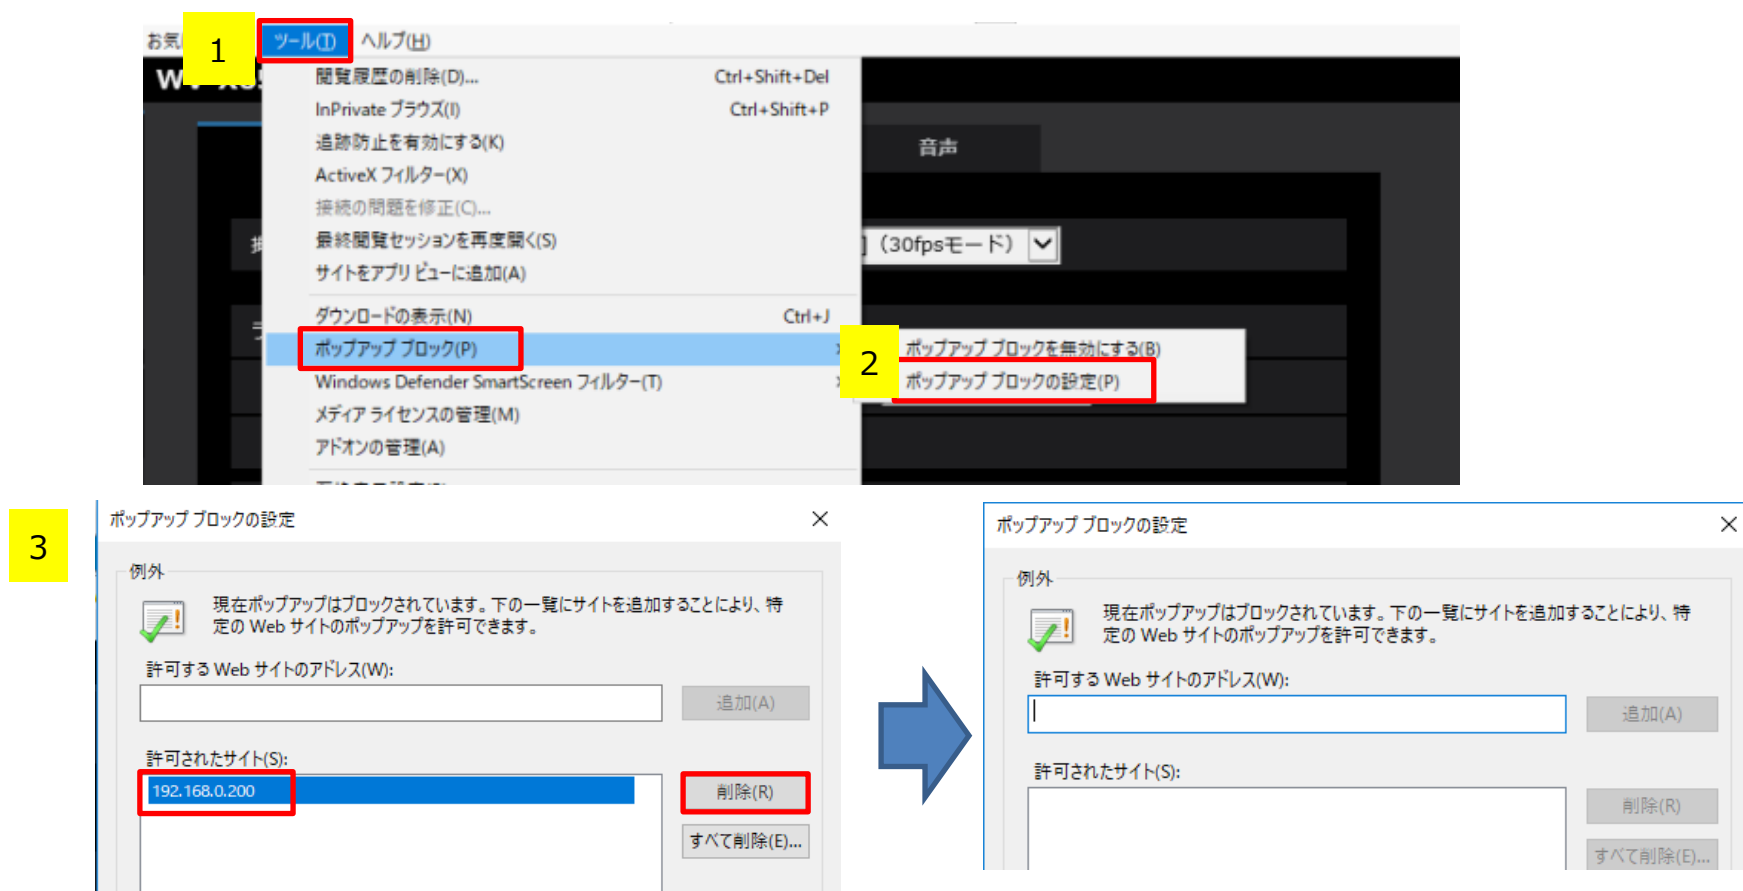 お気
1
ツール(T)
ヘルプ(H)
閲覧履歴の削除(D)... Ctrl+Shift+Del
InPrivate ブラウズ(I) Ctrl+Shift+P
追跡防止を有効にする(K)
ActiveX フィルター(X)
接続の問題を修正(C)...
最終閲覧セッションを再度開く(S)
サイトをアプリ ビューに追加(A)
ダウンロードの表示(N) Ctrl+J
ポップアップ ブロック(P)
Windows Defender SmartScreen フィルター(T)
メディア ライセンスの管理(M)
アドオンの管理(A)
音声
(30fpsモード)
2
ポップアップ ブロックを無効にする(B)
ポップアップ ブロックの設定(P)
3
ポップアップ ブロックの設定
例外
現在ポップアップはブロックされています。下の一覧にサイトを追加することにより、特
定の Web サイトのポップアップを許可できます。
許可する Web サイトのアドレス(W):
追加(A)
許可されたサイト(S):
192.168.0.200
削除(R)
すべて削除(E)...
ポップアップ ブロックの設定
例外
現在ポップアップはブロックされています。下の一覧にサイトを追加することにより、特
定の Web サイトのポップアップを許可できます。
許可する Web サイトのアドレス(W):
追加(A)
許可されたサイト(S):
削除(R)
すべて削除(E)...